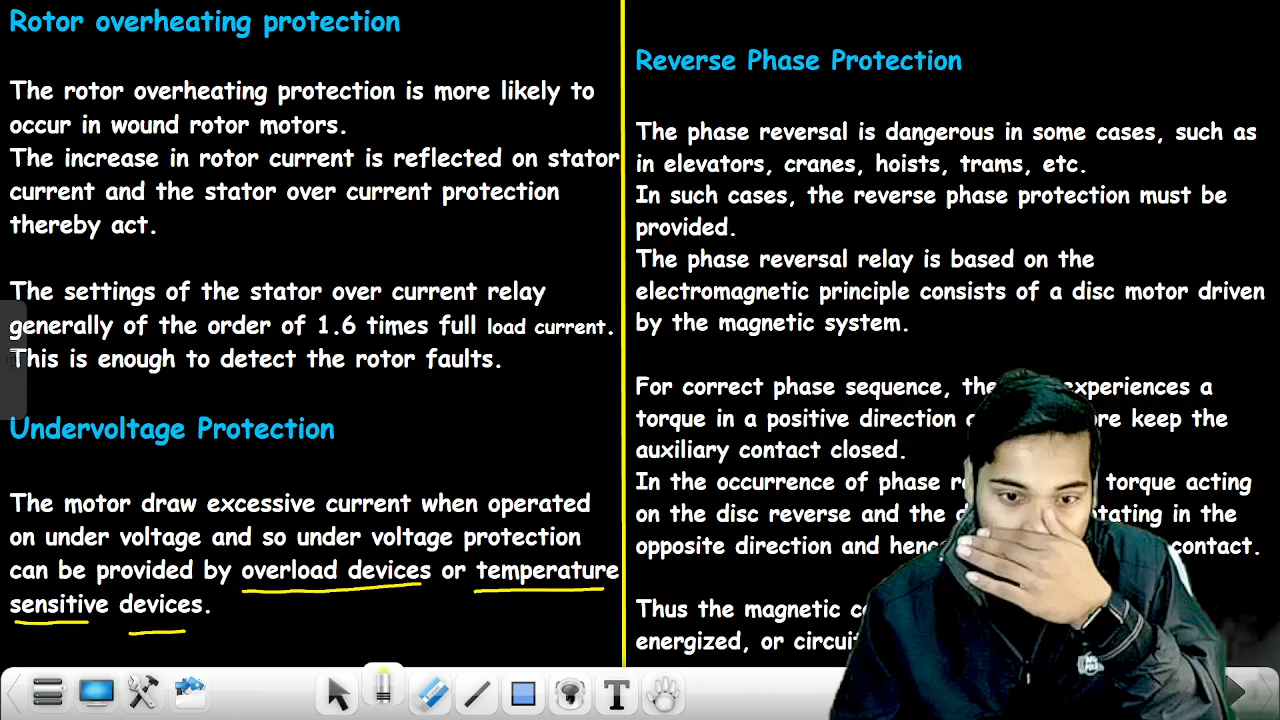 Rotor overheating protection
The rotor overheating protection is more likely to
occur in wound rotor motors.
The increase in rotor current is reflected on stator
current and the stator over current protection
thereby act.
The settings of the stator over current relay
generally of the order of 1.6 times full load current.
This is enough to detect the rotor faults.
Undervoltage Protection
The motor draw excessive current when operated
on under voltage and so under voltage protection
can be provided by overload devices or temperature
sensitive devices.
Reverse Phase Protection
The phase reversal is dangerous in some cases, such as
in elevators, cranes, hoists, trams, etc.
In such cases, the reverse phase protection must be
provided.
The phase reversal relay is based on the
electromagnetic principle consists of a disc motor driven
by the magnetic system.
For correct phase sequence, the experiences a
torque in a positive direction keep the
auxiliary contact closed.
In the occurrence of phase torque acting
on the disc reverse and the in the
opposite direction and contact.
Thus the magnetic
energized, or
T